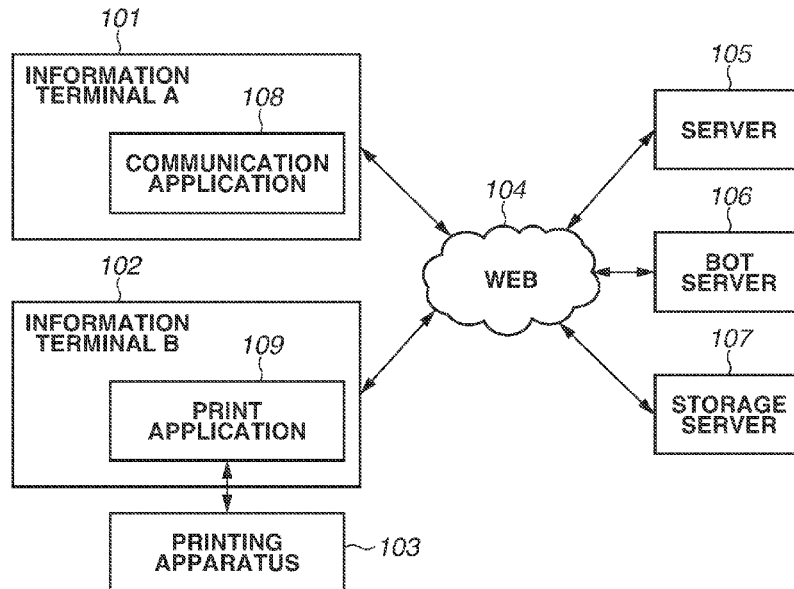 101
INFORMATION
TERMINAL A
108
COMMUNICATION
APPLICATION
102
INFORMATION
TERMINAL B
109
PRINT
APPLICATION
PRINTING
APPARATUS
103
104
WEB
105
SERVER
106
BOT
SERVER
107
STORAGE
SERVER